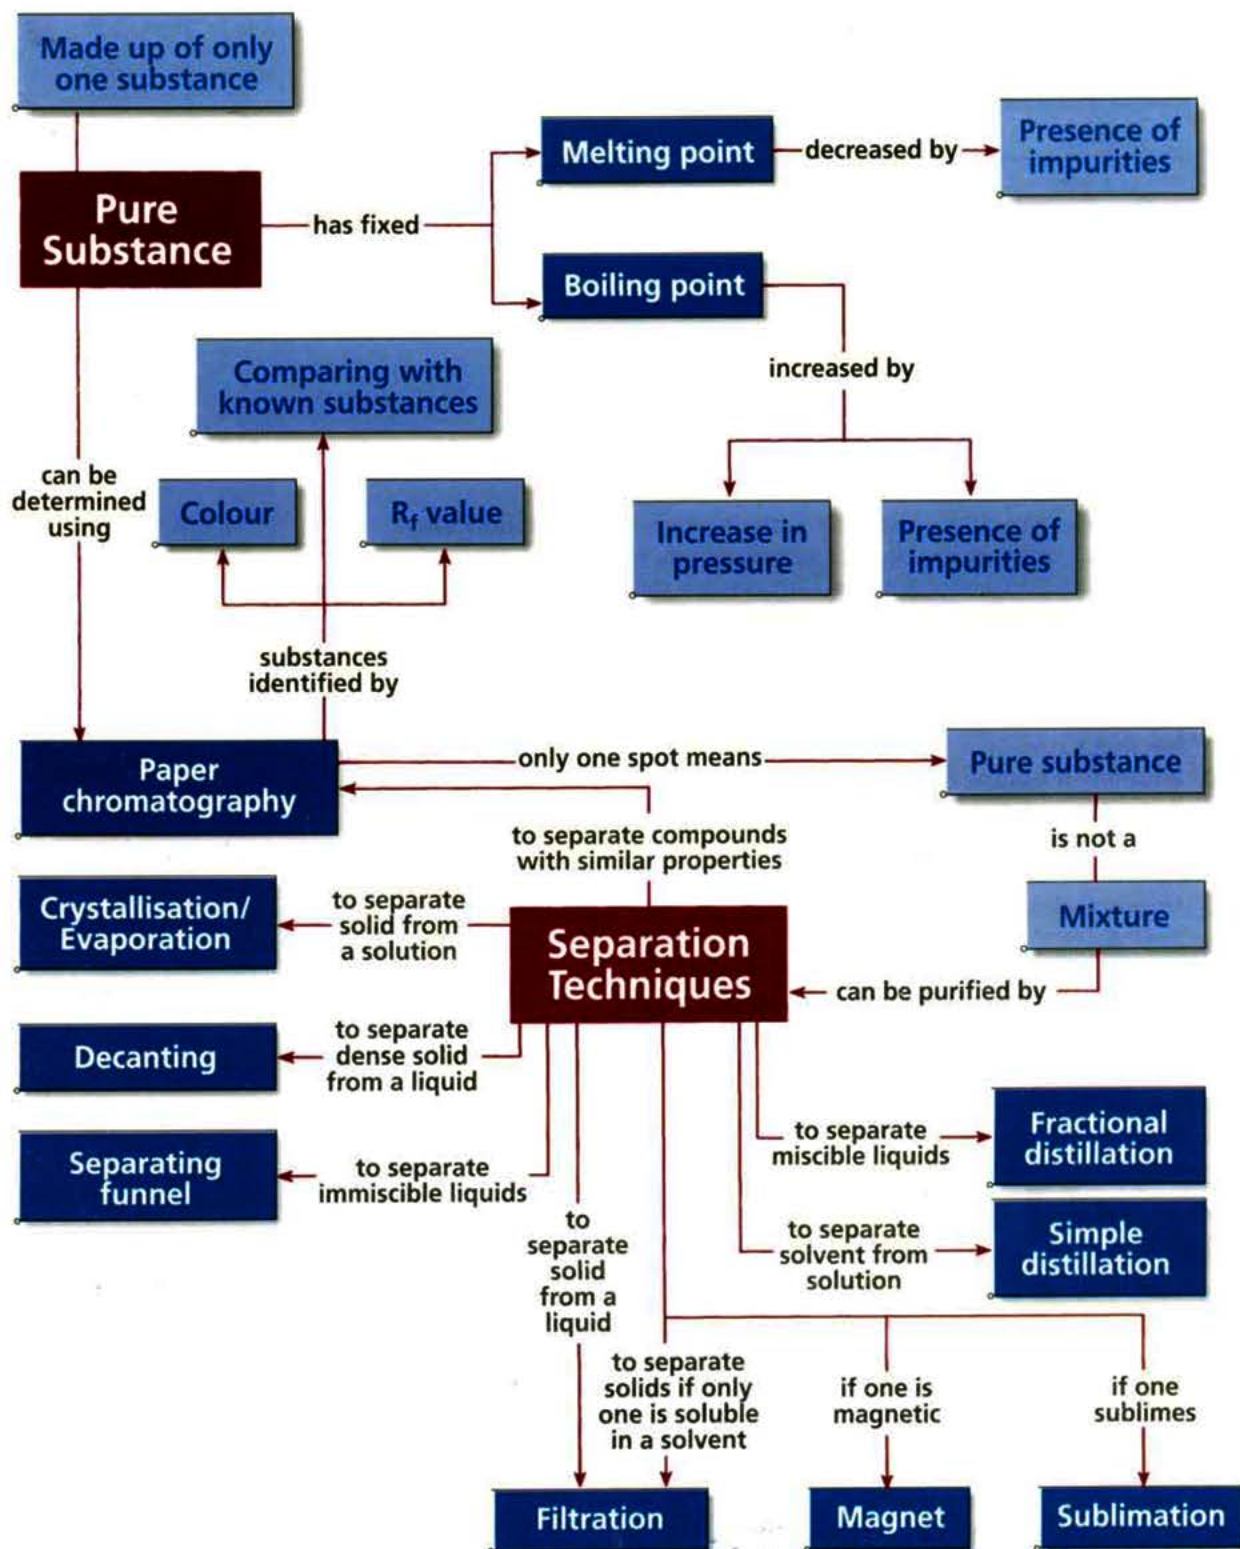 Made up of only
one substance
Pure
Substance
has fixed
Melting point
decreased by
Presence of
impurities
Boiling point
increased by
Increase in
pressure
Presence of
impurities
can be
determined
using
Comparing with
known substances
Colour
Rf value
substances
identified by
Paper
chromatography
only one spot means
Pure substance
is not a
Mixture
can be purified by
Separation
Techniques
to separate compounds
with similar properties
to separate
solid from
a solution
Crystallisation/
Evaporation
to separate
dense solid
from a liquid
Decanting
to separate
immiscible liquids
Separating
funnel
to
separate
solid
from a
liquid
to separate
solids if only
one is soluble
in a solvent
Filtration
to separate
miscible liquids
Fractional
distillation
to separate
solvent from
solution
Simple
distillation
if one is
magnetic
Magnet
if one
sublimes
Sublimation